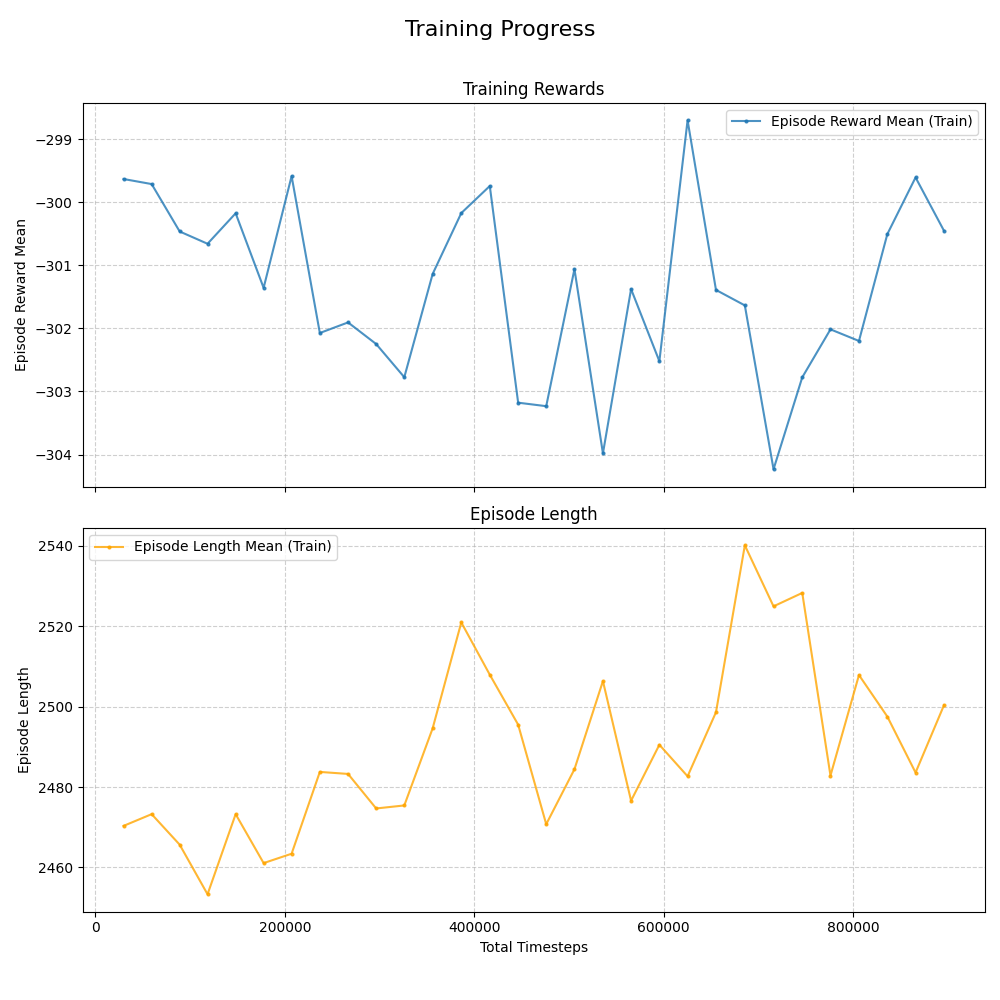 Training Progress
Training Rewards
Episode Reward Mean (Train)
Episode Reward Mean
−299
−300
−301
−302
−303
−304
Episode Length
Episode Length Mean (Train)
Episode Length
2540
2520
2500
2480
2460
0 200000 400000 600000 800000
Total Timesteps